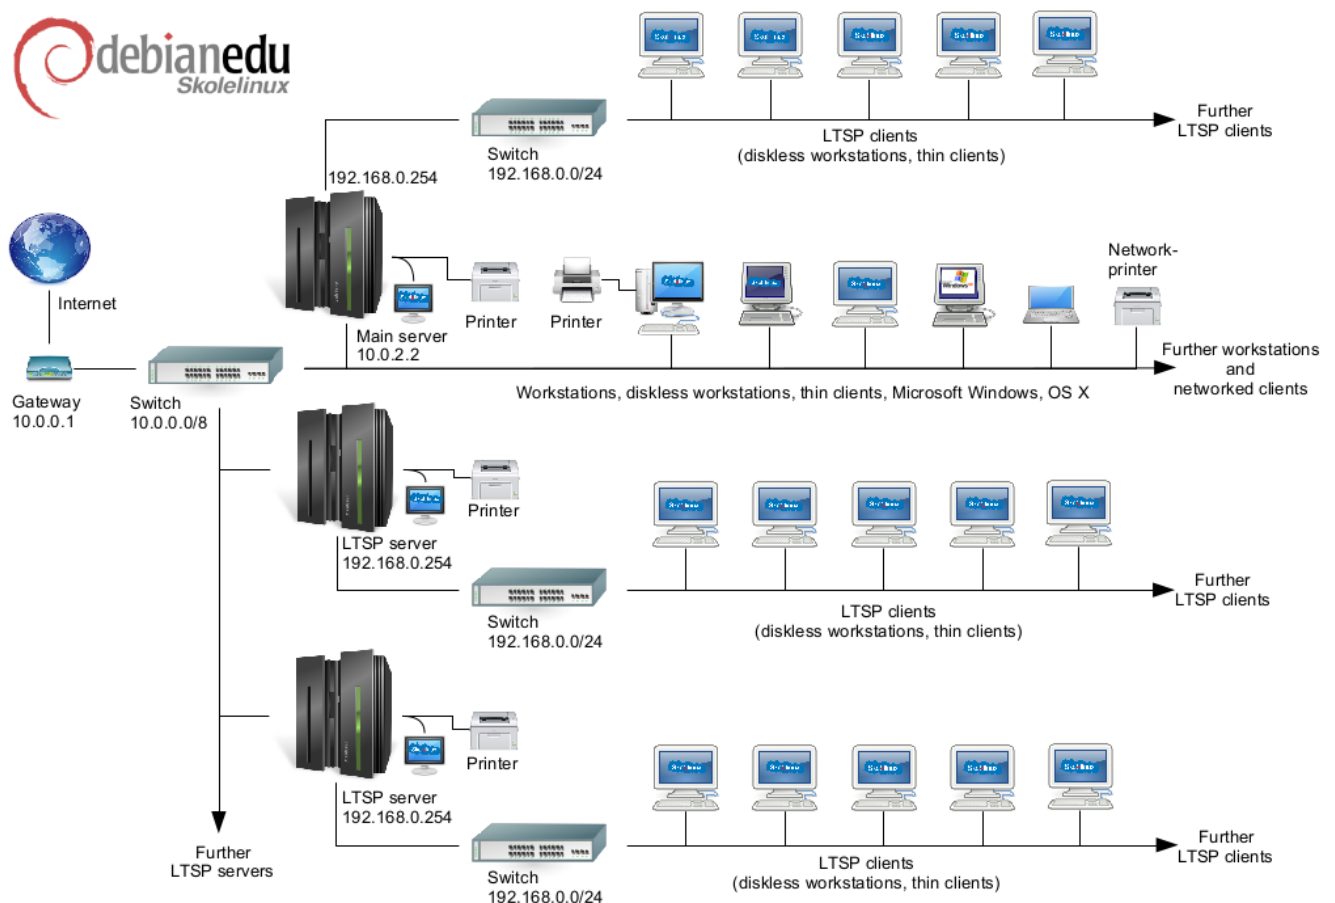 debianedu
Skolelinux
Further
LTSP clients
LTSP clients
(diskless workstations, thin clients)
Switch
192.168.0.0/24
192.168.0.254
Internet
Network-
printer
Printer
Printer
Main server
10.0.2.2
Gateway
10.0.0.1
Switch
10.0.0.0/8
Further workstations
and
networked clients
Workstations, diskless workstations, thin clients, Microsoft Windows, OS X
Printer
LTSP server
192.168.0.254
Switch
192.168.0.0/24
LTSP clients
(diskless workstations, thin clients)
Further
LTSP clients
Printer
LTSP server
192.168.0.254
Further
LTSP servers
Switch
192.168.0.0/24
LTSP clients
(diskless workstations, thin clients)
Further
LTSP clients